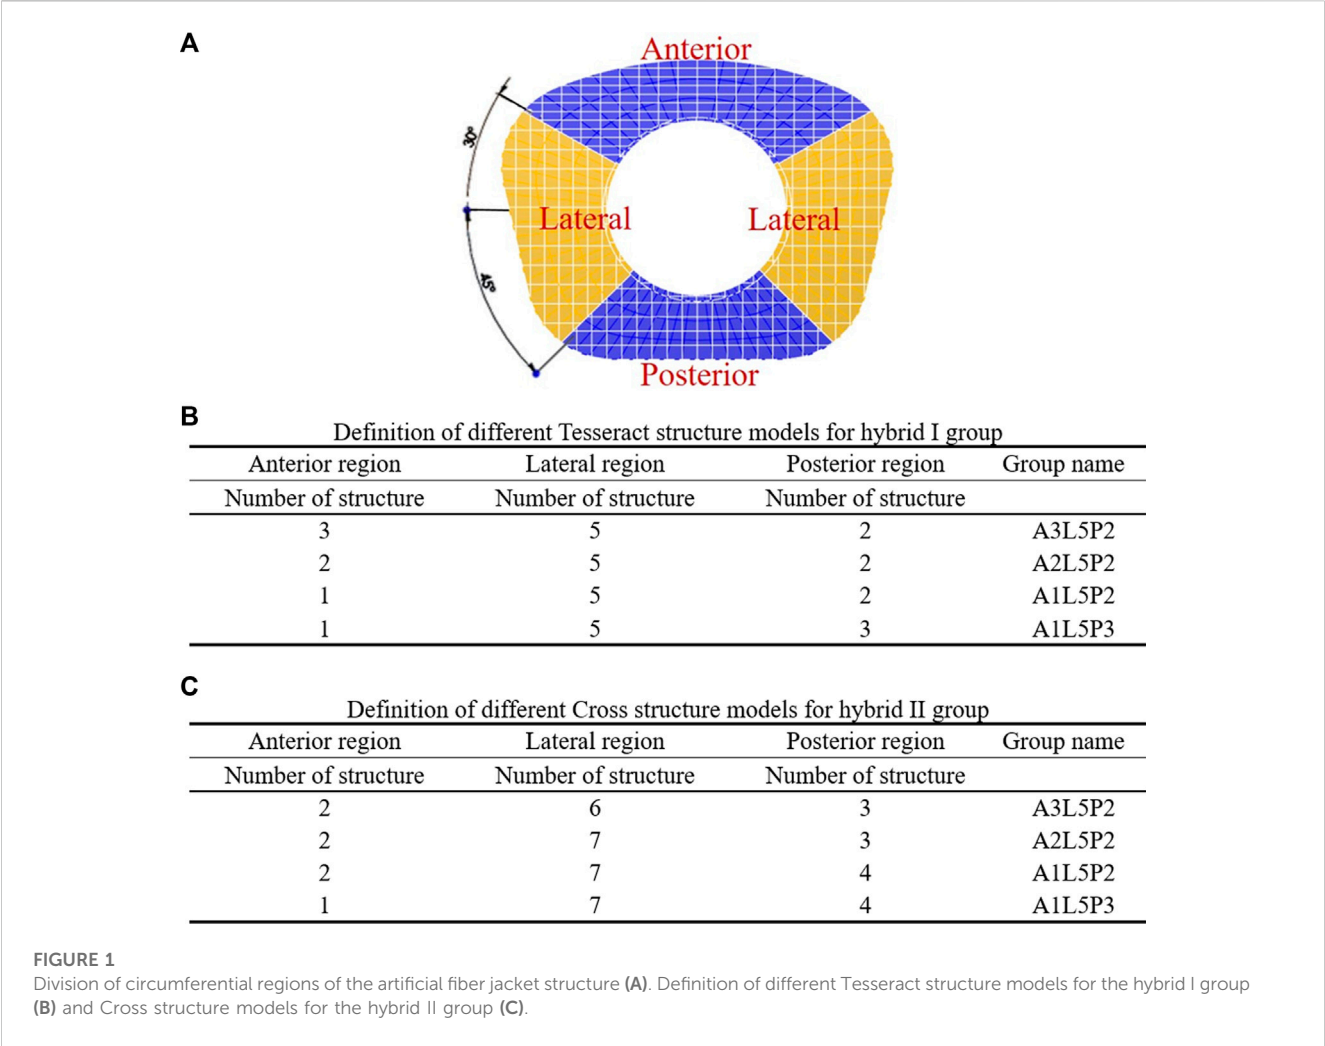 A
Anterior
30°
Lateral
Lateral
45°
Posterior
B
Definition of different Tesseract structure models for hybrid I group
Anterior region Lateral region Posterior region Group name
Number of structure Number of structure Number of structure
3 5 2 A3L5P2
2 5 2 A2L5P2
1 5 2 A1L5P2
1 5 3 A1L5P3
C
Definition of different Cross structure models for hybrid II group
Anterior region Lateral region Posterior region Group name
Number of structure Number of structure Number of structure
2 6 3 A3L5P2
2 7 3 A2L5P2
2 7 4 A1L5P2
1 7 4 A1L5P3
FIGURE 1
Division of circumferential regions of the artificial fiber jacket structure (A). Definition of different Tesseract structure models for the hybrid I group
(B) and Cross structure models for the hybrid II group (C).